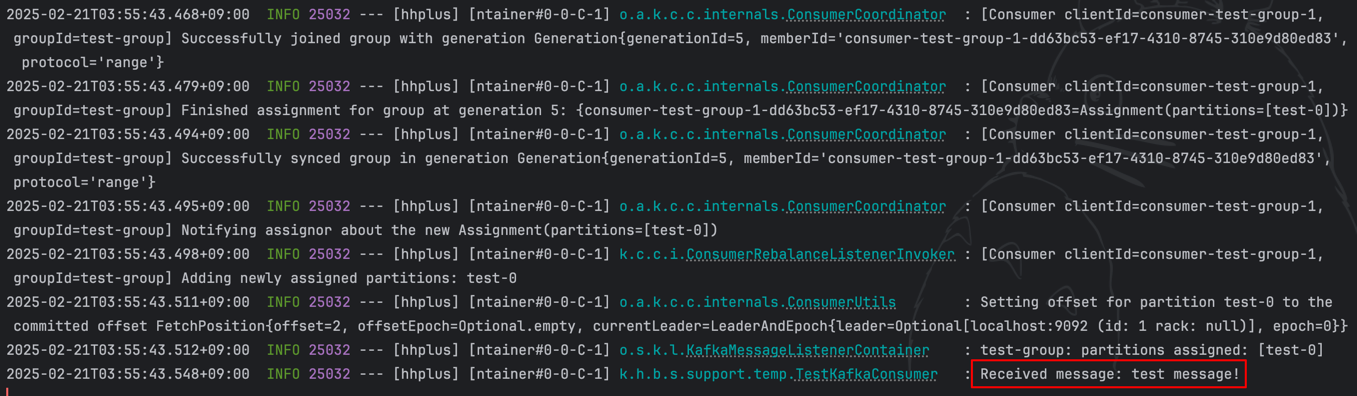 2025-02-21T03:55:43.468+09:00  INFO 25032 --- [hhplus] [ntainer#0-0-C-1] o.a.k.c.c.internals.ConsumerCoordinator  : [Consumer clientId=consumer-test-group-1,
groupId=test-group] Successfully joined group with generation Generation{generationId=5, memberId='consumer-test-group-1-dd63bc53-ef17-4310-8745-310e9d80ed83',
protocol='range'}
2025-02-21T03:55:43.479+09:00  INFO 25032 --- [hhplus] [ntainer#0-0-C-1] o.a.k.c.c.internals.ConsumerCoordinator  : [Consumer clientId=consumer-test-group-1,
groupId=test-group] Finished assignment for group at generation 5: {consumer-test-group-1-dd63bc53-ef17-4310-8745-310e9d80ed83=Assignment(partitions=[test-0])}
2025-02-21T03:55:43.494+09:00  INFO 25032 --- [hhplus] [ntainer#0-0-C-1] o.a.k.c.c.internals.ConsumerCoordinator  : [Consumer clientId=consumer-test-group-1,
groupId=test-group] Successfully synced group in generation Generation{generationId=5, memberId='consumer-test-group-1-dd63bc53-ef17-4310-8745-310e9d80ed83',
protocol='range'}
2025-02-21T03:55:43.495+09:00  INFO 25032 --- [hhplus] [ntainer#0-0-C-1] o.a.k.c.c.internals.ConsumerCoordinator  : [Consumer clientId=consumer-test-group-1,
groupId=test-group] Notifying assignor about the new Assignment(partitions=[test-0])
2025-02-21T03:55:43.498+09:00  INFO 25032 --- [hhplus] [ntainer#0-0-C-1] k.c.c.i.ConsumerRebalanceListenerInvoker : [Consumer clientId=consumer-test-group-1,
groupId=test-group] Adding newly assigned partitions: test-0
2025-02-21T03:55:43.511+09:00  INFO 25032 --- [hhplus] [ntainer#0-0-C-1] o.a.k.c.c.internals.ConsumerUtils        : Setting offset for partition test-0 to the
committed offset FetchPosition{offset=2, offsetEpoch=Optional.empty, currentLeader=LeaderAndEpoch{leader=Optional[localhost:9092 (id: 1 rack: null)], epoch=0}}
2025-02-21T03:55:43.512+09:00  INFO 25032 --- [hhplus] [ntainer#0-0-C-1] o.s.k.l.KafkaMessageListenerContainer    : test-group: partitions assigned: [test-0]
2025-02-21T03:55:43.548+09:00  INFO 25032 --- [hhplus] [ntainer#0-0-C-1] k.h.b.s.support.temp.TestKafkaConsumer   : Received message: test message!